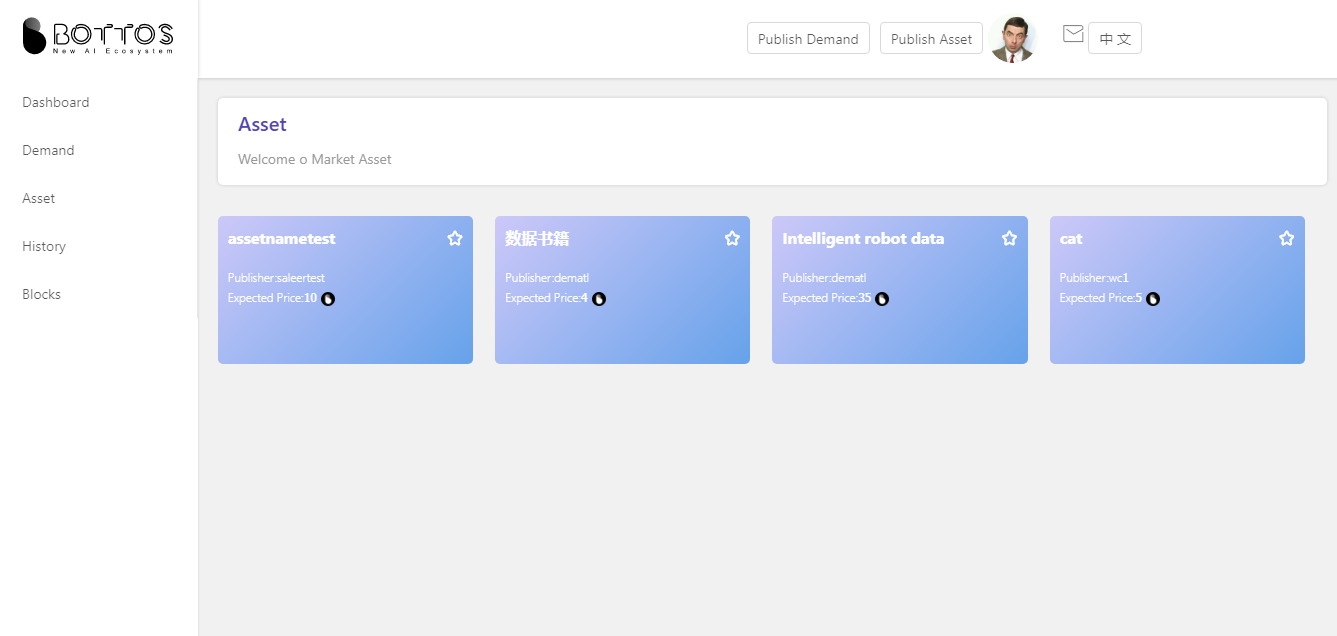 BOTTOS
New AI Ecosystem
Publish Demand
Publish Asset
中 文
Dashboard
Demand
Asset
History
Blocks
Asset
Welcome o Market Asset
assetnametest
Publisher:saleertest
Expected Price:10
数据书籍
Publisher:dematl
Expected Price:4
Intelligent robot data
Publisher:dematl
Expected Price:35
cat
Publisher:wc1
Expected Price:5